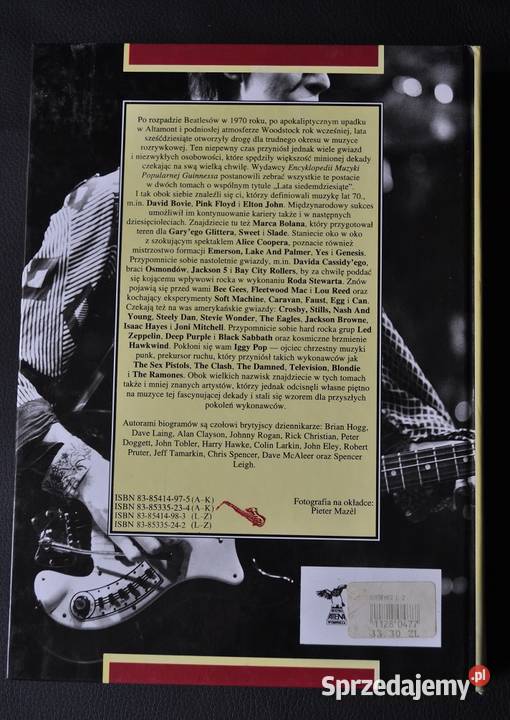 Po rozpadzie Beatlesów w 1970 roku, po apokaliptycznym upadku
w Altamont i podniosłej atmosferze Woodstock rok wcześniej, lata
sześćdziesiąte otworzyły drogę dla trudnego okresu w muzyce
rozrywkowej. Ten niepewny czas przyniósł jednak wiele gwiazd
i niezwykłych osobowości, które spędziły większość minionej dekady
czekając na swą wielką chwilę. Wydawcy Encyklopedii Muzyki
Popularnej Guinnessa postanowili zebrać wszystkie te postacie
w dwóch tomach o wspólnym tytule „Lata siedemdziesiąte".
I tak obok siebie znaleźli się ci, którzy definiowali muzykę lat 70.,
m.in. David Bovie, Pink Floyd i Elton John. Międzynarodowy sukces
umożliwił im kontynuowanie kariery także i w następnych
dziesięcioleciach. Znajdziecie tu też Marca Bolana, który przygotował
teren dla Gary'ego Glittera, Sweet i Slade. Staniecie oko w oko
z szokującym spektaklem Alice Coopera, poznacie również
mistrzostwo formacji Emerson, Lake And Palmer, Yes i Genesis.
Przypomnicie sobie nastoletnie gwiazdy, m.in. Davida Cassidy'ego,
braci Osmondów, Jackson 5 i Bay City Rollers, by za chwilę poddać
się kojącemu wpływowi rocka w wykonaniu Roda Stewarta. Znów
pojawią się przed wami Bee Gees, Fleetwood Mac i Lou Reed oraz
kochający eksperymenty Soft Machine, Caravan, Faust, Egg i Can.
Czekają też na was amerykańskie gwiazdy: Crosby, Stills, Nash And
Young, Steely Dan, Stevie Wonder, The Eagles, Jackson Browne,
Isaac Hayes i Joni Mitchell. Przypomnicie sobie hard rocka grup Led
Zeppelin, Deep Purple i Black Sabbath oraz kosmiczne brzmienie
Hawkwind. Pokłoni się wam Iggy Pop — ojciec chrzestny muzyki
punk, prekursor ruchu, który przyniósł takich wykonawców jak
The Sex Pistols, The Clash, The Damned, Television, Blondie
i The Ramones. Obok wielkich nazwisk znajdziecie w tych tomach
także i mniej znanych artystów, którzy jednak odcisnęli własne piętno
na muzyce tej fascynującej dekady i stali się wzorem dla przyszłych
pokoleń wykonawców.
Autorami biogramów są czołowi brytyjscy dziennikarze: Brian Hogg,
Dave Laing, Alan Clayson, Johnny Rogan, Rick Christian, Peter
Doggett, John Tobler, Harry Hawke, Colin Larkin, John Eley, Robert
Pruter, Jeff Tamarkin, Chris Spencer, Dave McAleer oraz Spencer
Leigh.
ISBN 83-85414-97-5 (A–K)
ISBN 83-85335-23-4 (A–K)
ISBN 83-85414-98-3 (L–Z)
ISBN 83-85335-24-2 (L–Z)
Fotografia na okładce:
Pieter Mazêl
ATENA
33.30 ZŁ
Sprzedajemy.pl